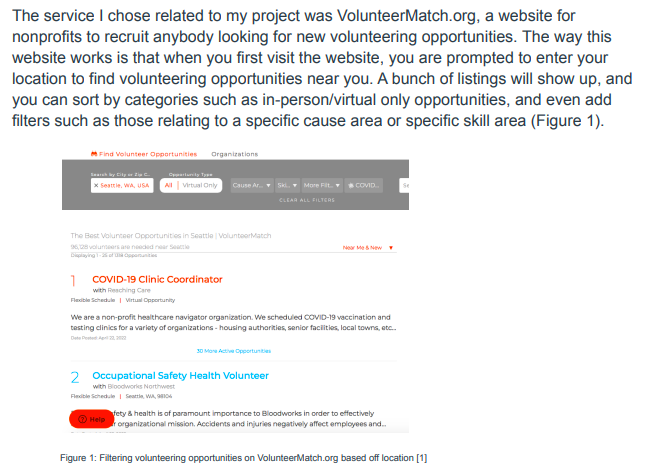 The service I chose related to my project was VolunteerMatch.org, a website for
nonprofits to recruit anybody looking for new volunteering opportunities. The way this
website works is that when you first visit the website, you are prompted to enter your
location to find volunteering opportunities near you. A bunch of listings will show up, and
you can sort by categories such as in-person/virtual only opportunities, and even add
filters such as those relating to a specific cause area or specific skill area (Figure 1).
Find Volunteer Opportunities Organizations
Search by City or Zip C... Opportunity Type
× Seattle, WA, USA All | Virtual Only Cause Ar... ▼ Ski... ▼ More Filt... ▼ COVID... Se
CLEAR ALL FILTERS
The Best Volunteer Opportunities in Seattle | VolunteerMatch
96,128 volunteers are needed near Seattle Near Me & New ▼
Displaying 1 - 25 of 1319 Opportunities
1 COVID-19 Clinic Coordinator
with Reaching Care
Flexible Schedule | Virtual Opportunity
We are a non-profit healthcare navigator organization. We scheduled COVID-19 vaccination and
testing clinics for a variety of organizations - housing authorities, senior facilities, local towns, etc...
Date Posted April 22, 2022
30 More Active Opportunities
2 Occupational Safety Health Volunteer
with Bloodworks Northwest
Flexible Schedule | Seattle, WA, 98104
fety & health is of paramount importance to Bloodworks in order to effectively
Help r organizational mission. Accidents and injuries negatively affect employees and...
Figure 1: Filtering volunteering opportunities on VolunteerMatch.org based off location [1]